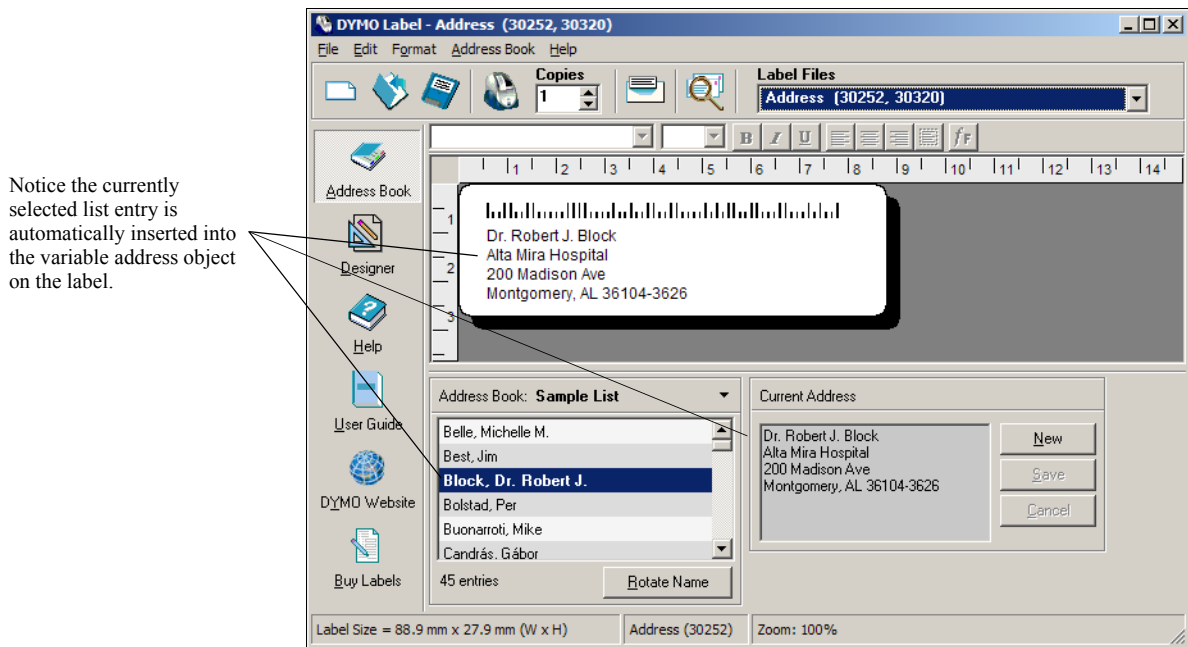 DYMO Label - Address (30252, 30320)
File Edit Format Address Book Help
Copies
1
Label Files
Address (30252, 30320)
B I U
fF
Address Book
Designer
Help
User Guide
DYMO Website
Buy Labels
1 2 3 4 5 6 7 8 9 10 11 12 13 14
1
2
3
Dr. Robert J. Block
Alta Mira Hospital
200 Madison Ave
Montgomery, AL 36104-3626
Notice the currently
selected list entry is
automatically inserted into
the variable address object
on the label.
Address Book: Sample List
Belle, Michelle M.
Best, Jim
Block, Dr. Robert J.
Bolstad, Per
Buonarroti, Mike
Candrás, Gábor
45 entries
Rotate Name
Current Address
Dr. Robert J. Block
Alta Mira Hospital
200 Madison Ave
Montgomery, AL 36104-3626
New
Save
Cancel
Label Size = 88.9 mm x 27.9 mm (W x H)
Address (30252)
Zoom: 100%